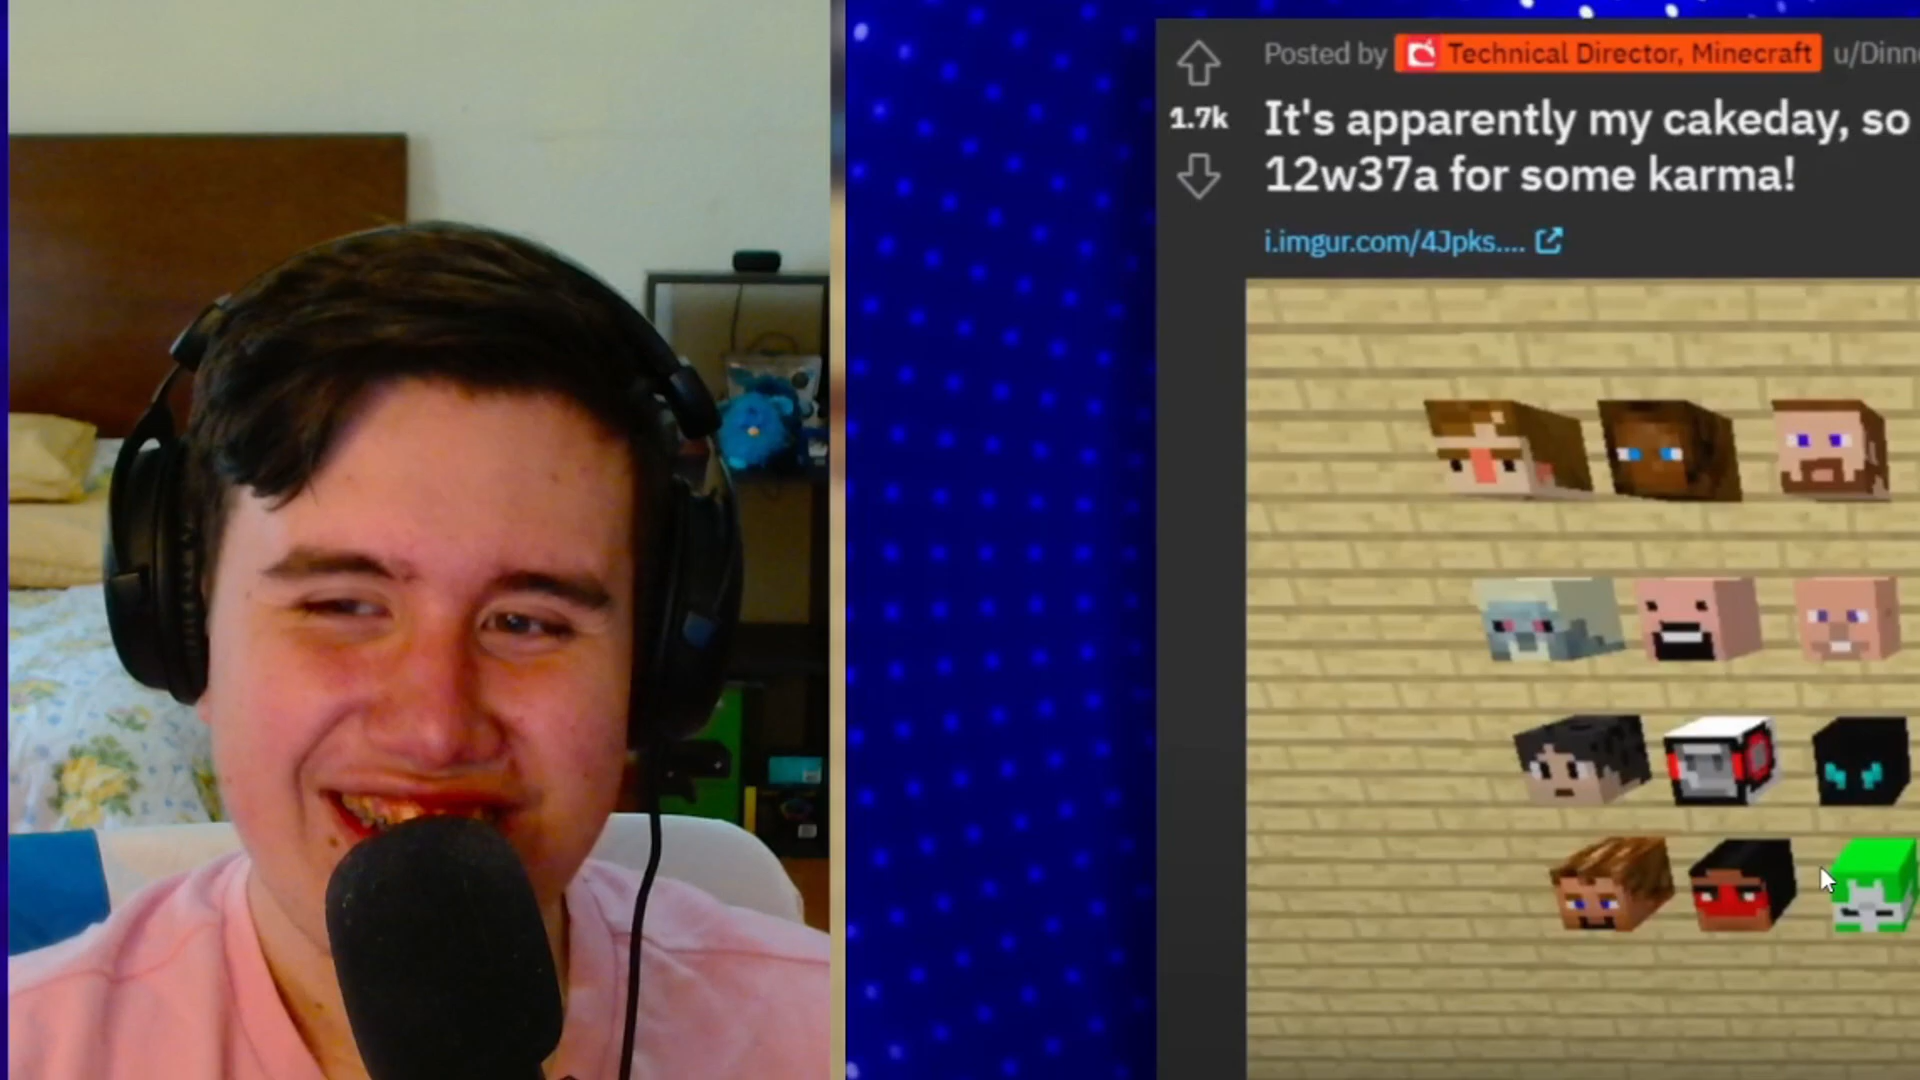 Posted by Technical Director, Minecraft u/Dinn
1.7k
It's apparently my cakeday, so
12w37a for some karma!
i.imgur.com/4Jpks....